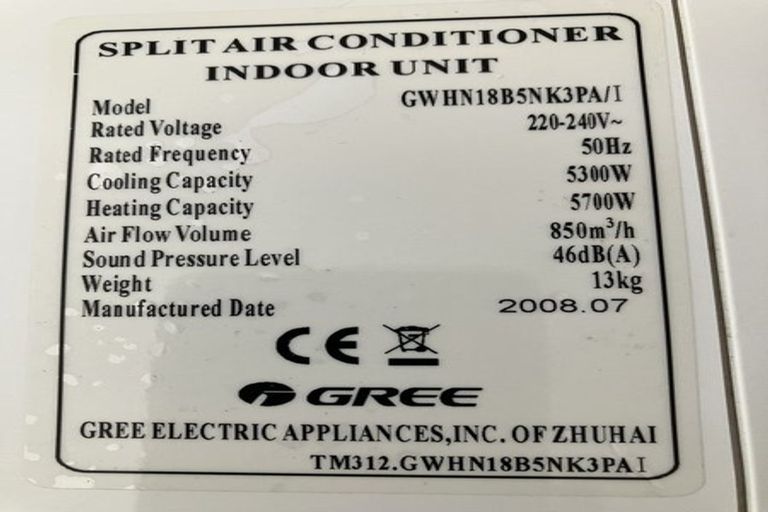 SPLIT AIR CONDITIONER
INDOOR UNIT
Model GWHN18B5NK3PA/I
Rated Voltage 220-240V~
Rated Frequency 50Hz
Cooling Capacity 5300W
Heating Capacity 5700W
Air Flow Volume 850m³/h
Sound Pressure Level 46dB(A)
Weight 13kg
Manufactured Date 2008.07
CE
GREE
GREE ELECTRIC APPLIANCES,INC. OF ZHUHAI
TM312.GWHN18B5NK3PAI